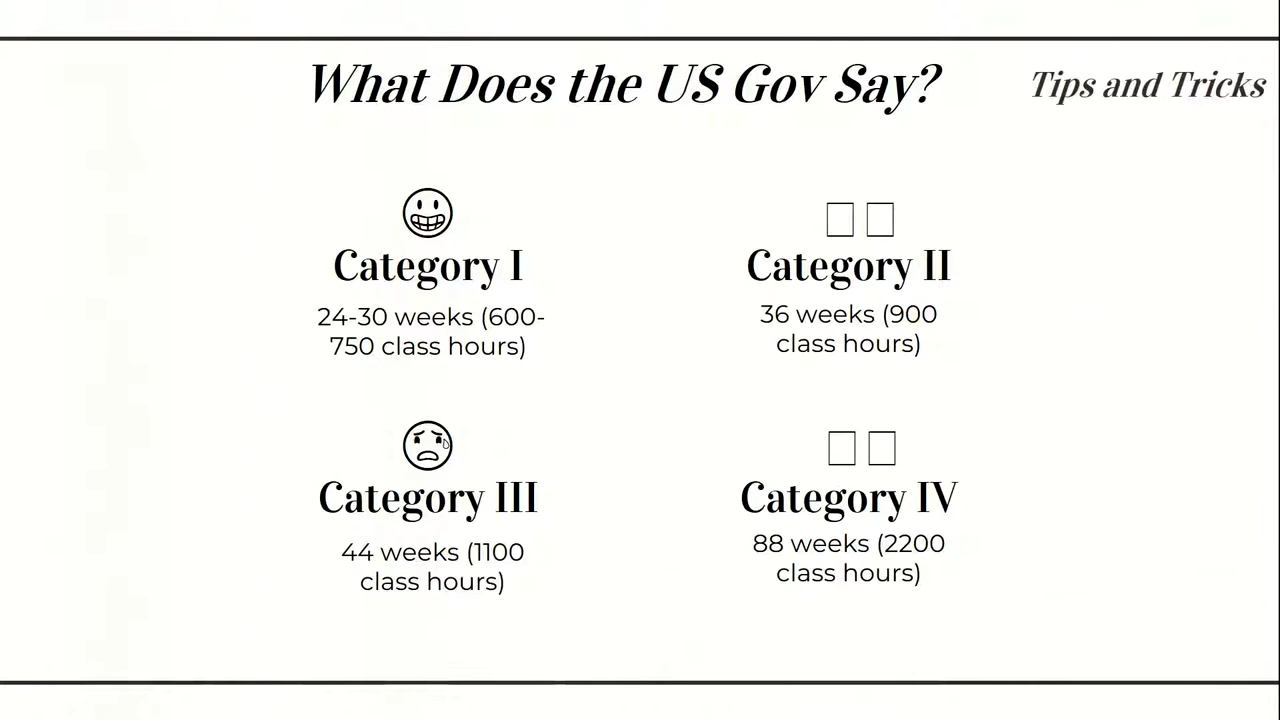 What Does the US Gov Say?
Tips and Tricks
Category I
24-30 weeks (600-
750 class hours)
Category II
36 weeks (900
class hours)
Category III
44 weeks (1100
class hours)
Category IV
88 weeks (2200
class hours)